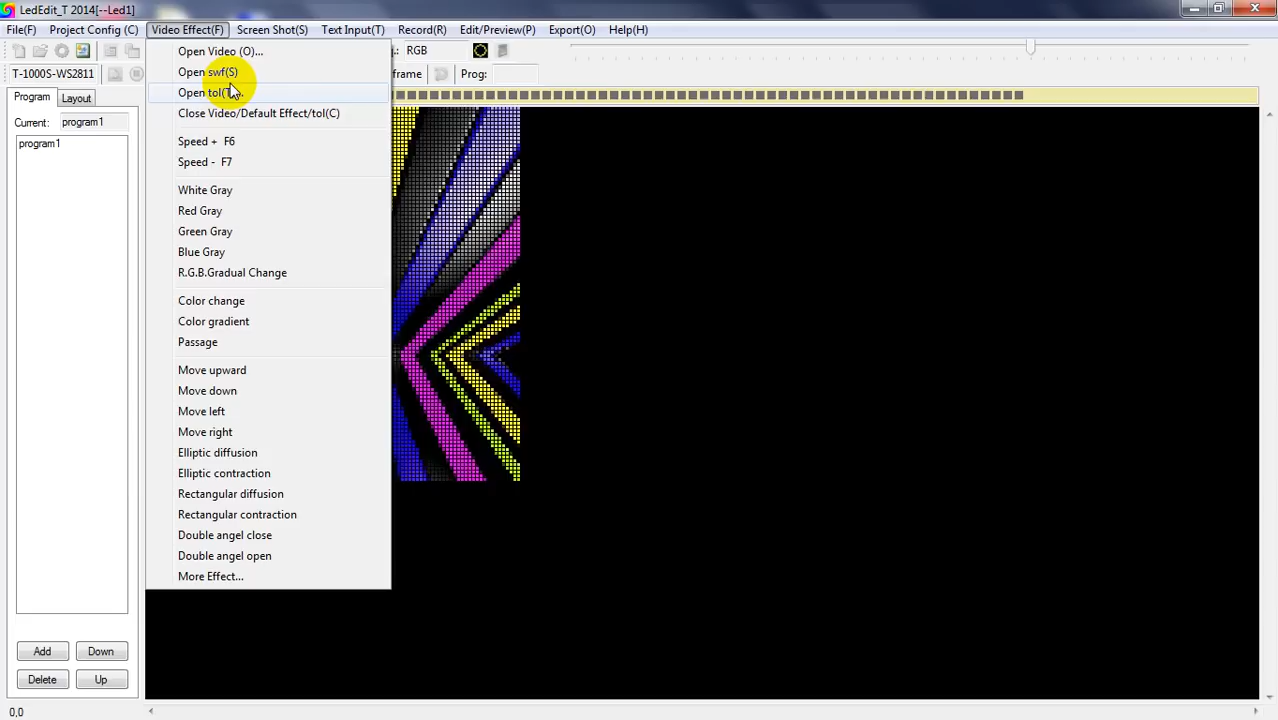 LedEdit_T 2014[--Led1]
File(F) Project Config (C) Video Effect(F) Screen Shot(S) Text Input(T) Record(R) Edit/Preview(P) Export(O) Help(H)
RGB
T-1000S-WS2811 frame Prog:
Program Layout
Current: program1
program1
Open Video (O)...
Open swf(S)
Open
Close Video/Default Effect/tol(C)
Speed + F6
Speed - F7
White Gray
Red Gray
Green Gray
Blue Gray
R.G.B.Gradual Change
Color change
Color gradient
Passage
Move upward
Move down
Move left
Move right
Elliptic diffusion
Elliptic contraction
Rectangular diffusion
Rectangular contraction
Double angel close
Double angel open
More Effect...
Add Down
Delete Up
0,0